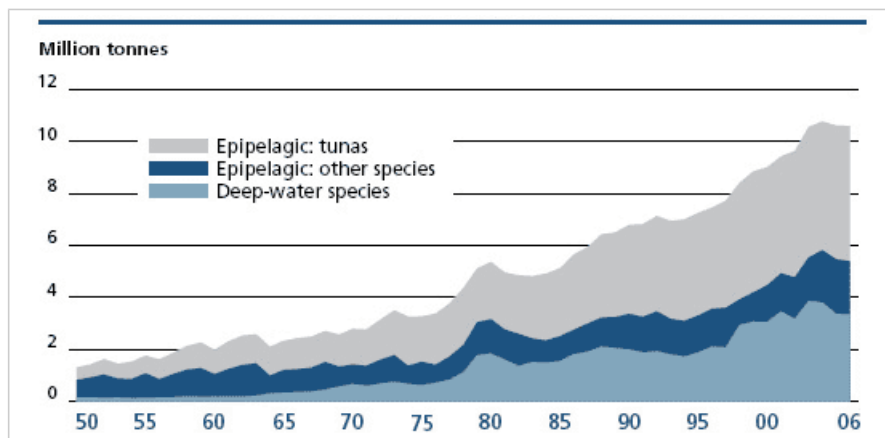 Million tonnes
12
10
Epipelagic: tunas
8
Epipelagic: other species
Deep-water species
6
4
2
0
50 55 60 65 70 75 80 85 90 95 00 06